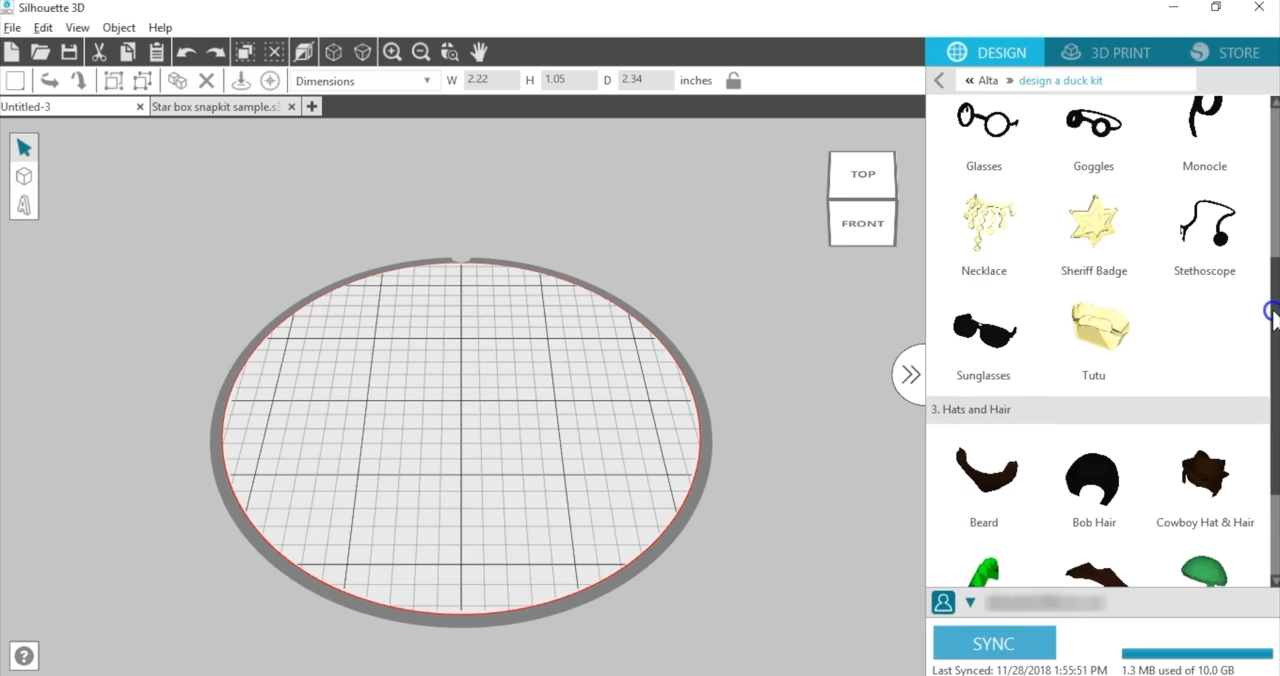 Silhouette 3D
File Edit View Object Help
DESIGN 3D PRINT STORE
Dimensions W 2.22 H 1.05 D 2.34 inches
« Alta » design a duck kit
Untitled-3 × Star box snapkit sample.s ×
TOP
FRONT
Glasses Goggles Monocle
Necklace Sheriff Badge Stethoscope
Sunglasses Tutu
3. Hats and Hair
Beard Bob Hair Cowboy Hat & Hair
SYNC
Last Synced: 11/28/2018 1:55:51 PM 1.3 MB used of 10.0 GB